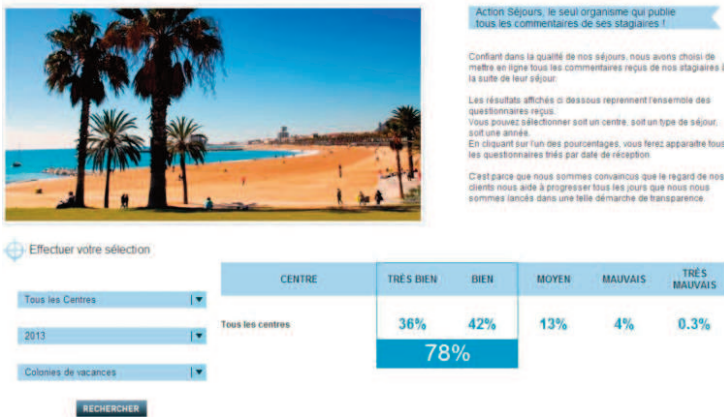 Action Séjours, le seul organisme qui publie
tous les commentaires de ses stagiaires !
Confiant dans la qualité de nos séjours, nous avons choisi de
mettre en ligne tous les commentaires reçus de nos stagiaires à
la suite de leur séjour.
Les résultats affichés ci dessous reprennent l'ensemble des
questionnaires reçus.
Vous pouvez sélectionner soit un centre, soit un type de séjour,
soit une année.
En cliquant sur l'un des pourcentages, vous ferez apparaitre tous
les questionnaires triés par date de réception.
C'est parce que nous sommes convaincus que le regard de nos
clients nous aide à progresser tous les jours que nous nous
sommes lancés dans une telle démarche de transparence.
Effectuer votre sélection
Tous les Centres
2013
Colonies de vacances
RECHERCHER
CENTRE TRÈS BIEN BIEN MOYEN MAUVAIS TRÈS MAUVAIS
Tous les centres 36% 42% 13% 4% 0.3%
78%